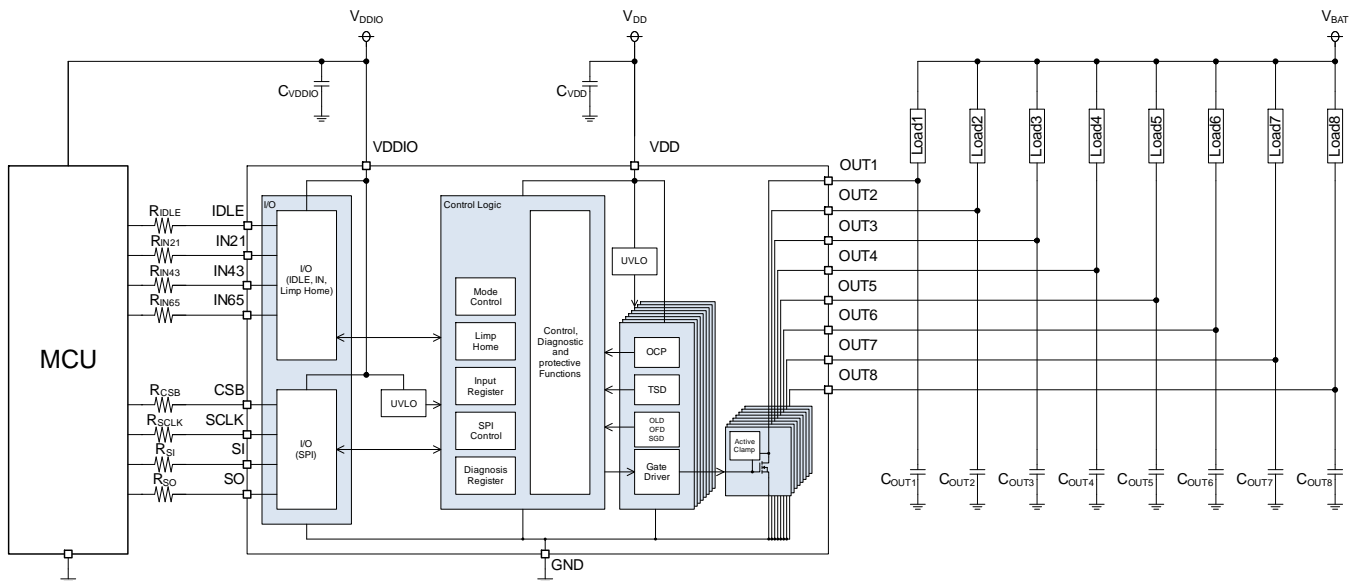 VDDIO
VDD
VBAT
CVDDIO
CVDD
VDDIO
VDD
Load1
Load2
Load3
Load4
Load5
Load6
Load7
Load8
OUT1
OUT2
OUT3
OUT4
OUT5
OUT6
OUT7
OUT8
MCU
RIDLE
IDLE
RIN21
IN21
RIN43
IN43
RIN65
IN65
RCSB
CSB
RSCLK
SCLK
RSI
SI
RSO
SO
I/O
I/O
(IDLE, IN,
Limp Home)
I/O
(SPI)
UVLO
Control Logic
Mode
Control
Limp
Home
Input
Register
SPI
Control
Diagnosis
Register
Control,
Diagnostic
and
protective
Functions
UVLO
OCP
TSD
OLD
OFD
SGD
Gate
Driver
Active
Clamp
COUT1
COUT2
COUT3
COUT4
COUT5
COUT6
COUT7
COUT8
GND